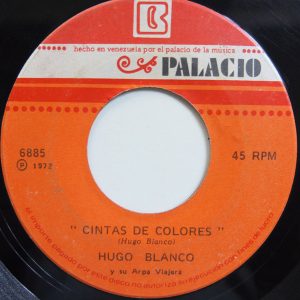 hecho en venezuela por el palacio de la música
PALACIO
6885
45 RPM
℗ 1972
" CINTAS DE COLORES "
(Hugo Blanco)
HUGO BLANCO
y su Arpa Viajera